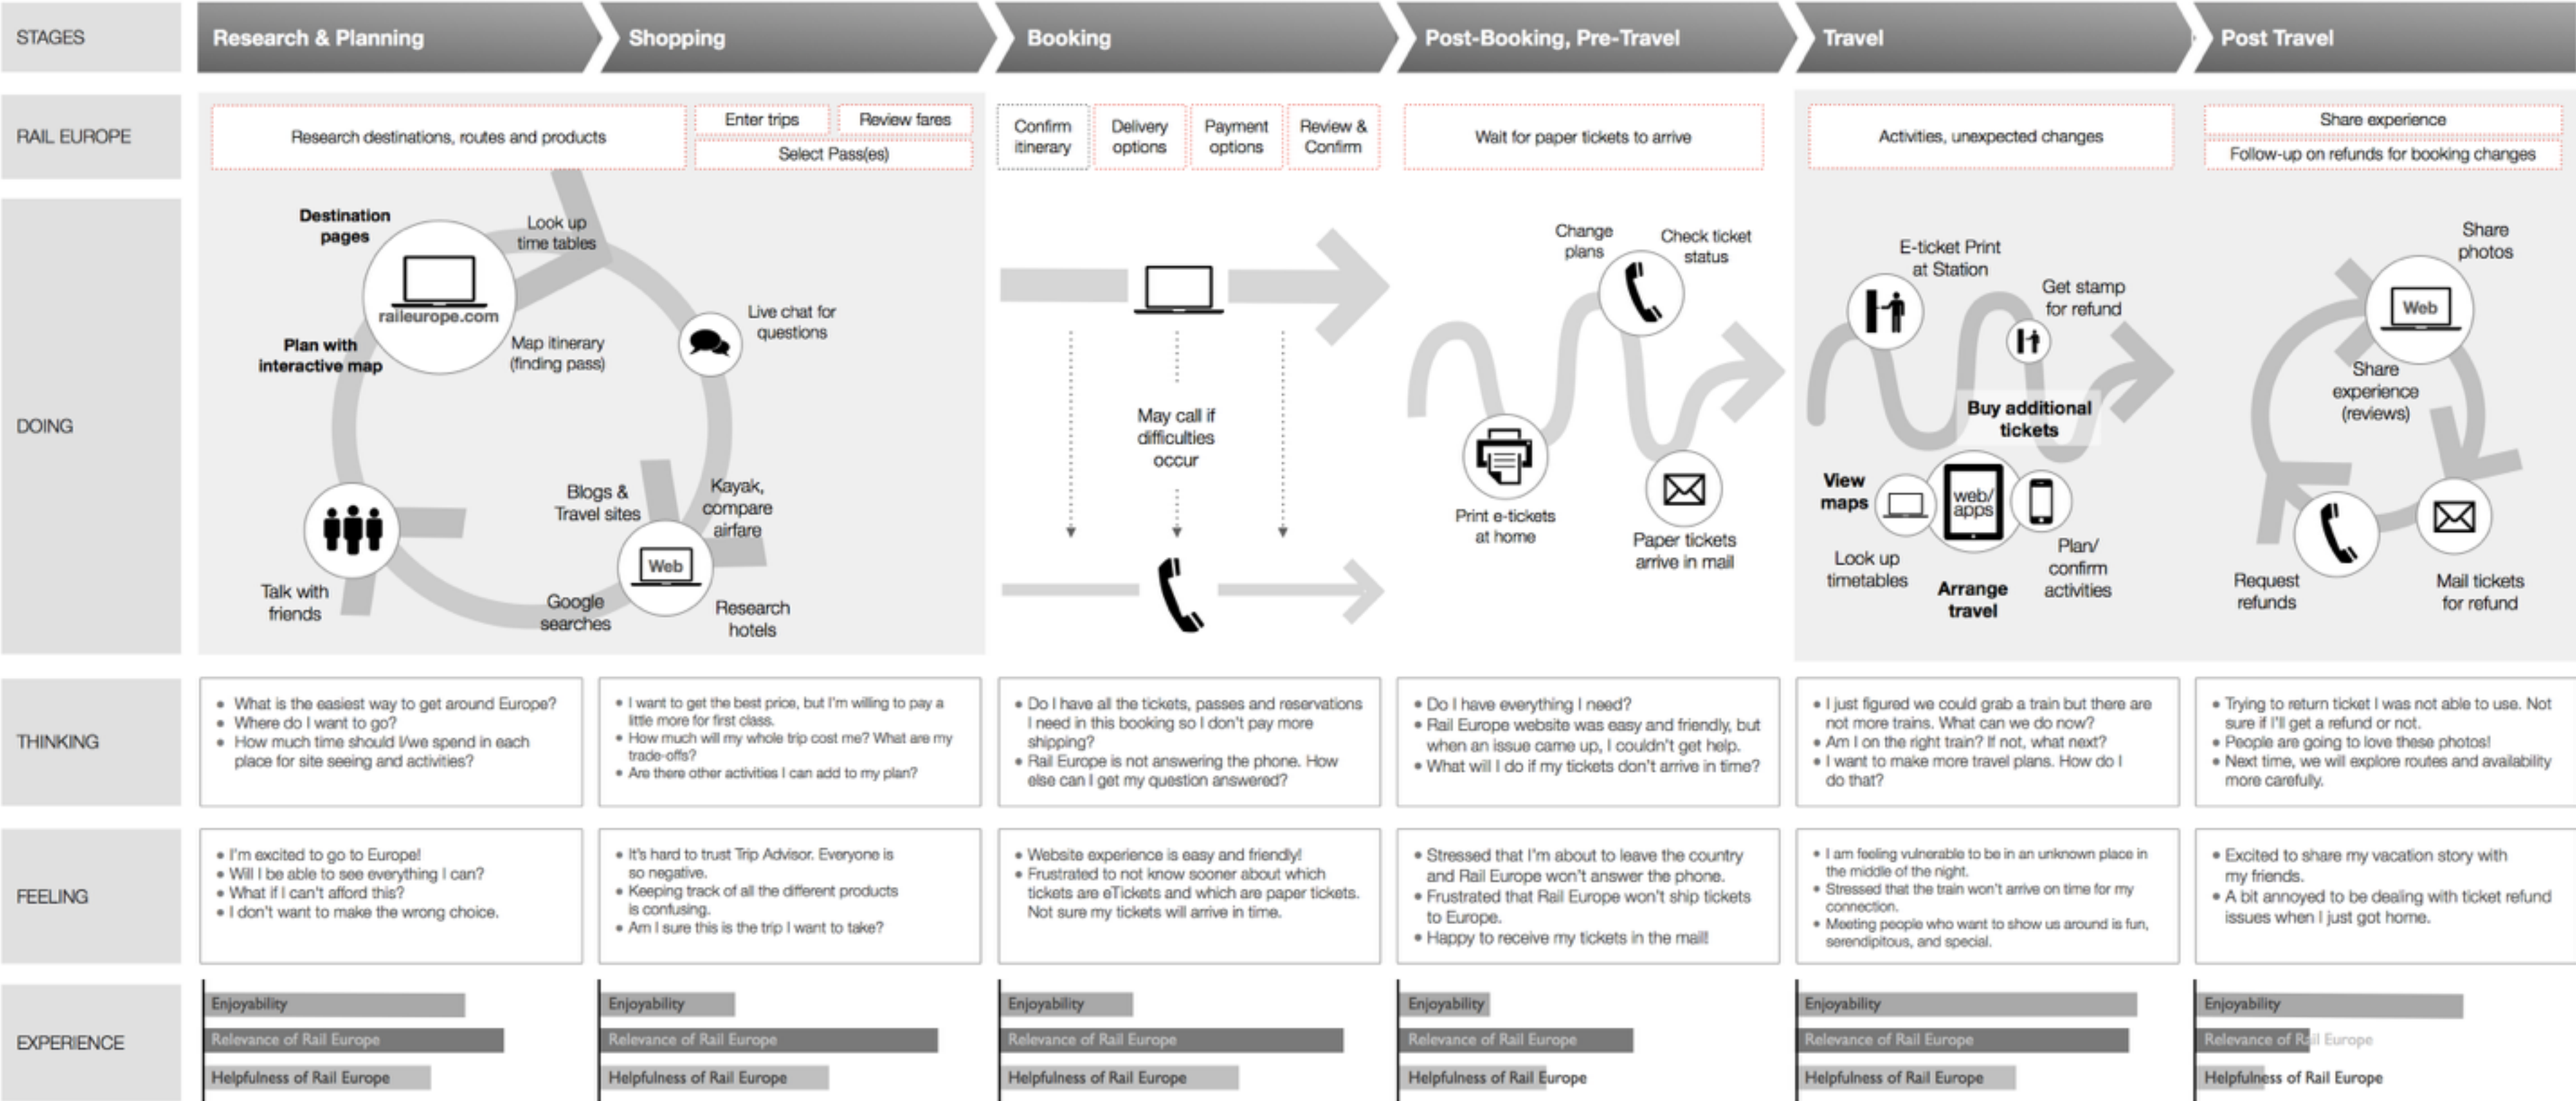 STAGES
Research & Planning
Shopping
Booking
Post-Booking, Pre-Travel
Travel
Post Travel
RAIL EUROPE
Research destinations, routes and products
Enter trips
Review fares
Select Pass(es)
Confirm
itinerary
Delivery
options
Payment
options
Review &
Confirm
Wait for paper tickets to arrive
Activities, unexpected changes
Share experience
Follow-up on refunds for booking changes
DOING
Destination
pages
Look up
time tables
raileurope.com
Plan with
interactive map
Map itinerary
(finding pass)
Live chat for
questions
Blogs &
Travel sites
Kayak,
compare
airfare
Web
Talk with
friends
Google
searches
Research
hotels
May call if
difficulties
occur
Change
plans
Check ticket
status
Print e-tickets
at home
Paper tickets
arrive in mail
E-ticket Print
at Station
Get stamp
for refund
Buy additional
tickets
View
maps
web/
apps
Look up
timetables
Arrange
travel
Plan/
confirm
activities
Share
photos
Web
Share
experience
(reviews)
Request
refunds
Mail tickets
for refund
THINKING
• What is the easiest way to get around Europe?
• Where do I want to go?
• How much time should I/we spend in each
place for site seeing and activities?
• I want to get the best price, but I'm willing to pay a
little more for first class.
• How much will my whole trip cost me? What are my
trade-offs?
• Are there other activities I can add to my plan?
• Do I have all the tickets, passes and reservations
I need in this booking so I don't pay more
shipping?
• Rail Europe is not answering the phone. How
else can I get my question answered?
• Do I have everything I need?
• Rail Europe website was easy and friendly, but
when an issue came up, I couldn't get help.
• What will I do if my tickets don't arrive in time?
• I just figured we could grab a train but there are
not more trains. What can we do now?
• Am I on the right train? If not, what next?
• I want to make more travel plans. How do I
do that?
• Trying to return ticket I was not able to use. Not
sure if I'll get a refund or not.
• People are going to love these photos!
• Next time, we will explore routes and availability
more carefully.
FEELING
• I'm excited to go to Europe!
• Will I be able to see everything I can?
• What if I can't afford this?
• I don't want to make the wrong choice.
• It's hard to trust Trip Advisor. Everyone is
so negative.
• Keeping track of all the different products
is confusing.
• Am I sure this is the trip I want to take?
• Website experience is easy and friendly!
• Frustrated to not know sooner about which
tickets are eTickets and which are paper tickets.
Not sure my tickets will arrive in time.
• Stressed that I'm about to leave the country
and Rail Europe won't answer the phone.
• Frustrated that Rail Europe won't ship tickets
to Europe.
• Happy to receive my tickets in the mail!
• I am feeling vulnerable to be in an unknown place in
the middle of the night.
• Stressed that the train won't arrive on time for my
connection.
• Meeting people who want to show us around is fun,
serendipitous, and special.
• Excited to share my vacation story with
my friends.
• A bit annoyed to be dealing with ticket refund
issues when I just got home.
EXPERIENCE
Enjoyability
Relevance of Rail Europe
Helpfulness of Rail Europe
Enjoyability
Relevance of Rail Europe
Helpfulness of Rail Europe
Enjoyability
Relevance of Rail Europe
Helpfulness of Rail Europe
Enjoyability
Relevance of Rail Europe
Helpfulness of Rail Europe
Enjoyability
Relevance of Rail Europe
Helpfulness of Rail Europe
Enjoyability
Relevance of Rail Europe
Helpfulness of Rail Europe